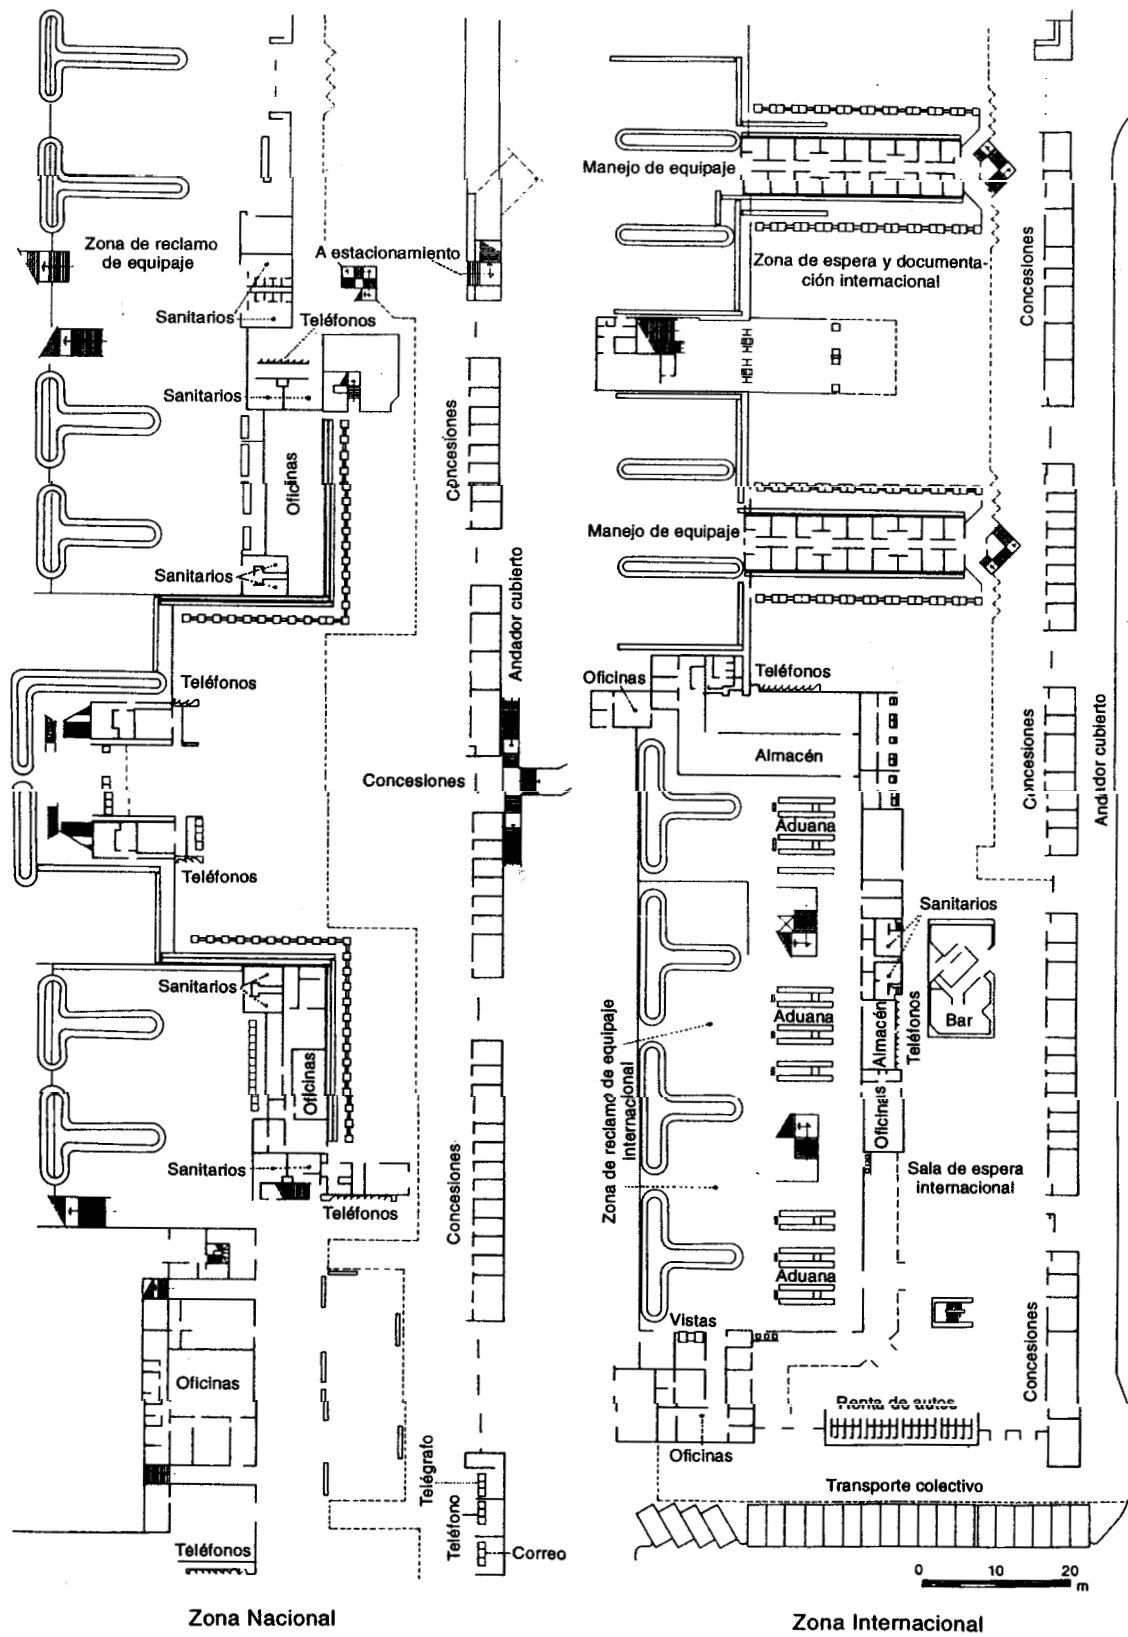 Zona de reclamo
de equipaje
A estacionamiento
Sanitarios
Teléfonos
Sanitarios
Concesiones
Oficinas
Sanitarios
Andador cubierto
Teléfonos
Concesiones
Teléfonos
Sanitarios
Oficinas
Sanitarios
Concesiones
Teléfonos
Oficinas
Telégrafo
Teléfono
Correo
Teléfonos
Zona Nacional
Manejo de equipaje
Concesiones
Zona de espera y documenta-
ción internacional
Manejo de equipaje
Teléfonos
Oficinas
Almacén
Concesiones
Andador cubierto
Aduana
Sanitarios
Zona de reclamo de equipaje
internacional
Aduana
Almacén
Teléfonos
Bar
Oficinas
Sala de espera
internacional
Aduana
Vistas
Concesiones
Renta de autos
Oficinas
Transporte colectivo
0 10 20
m
Zona Internacional